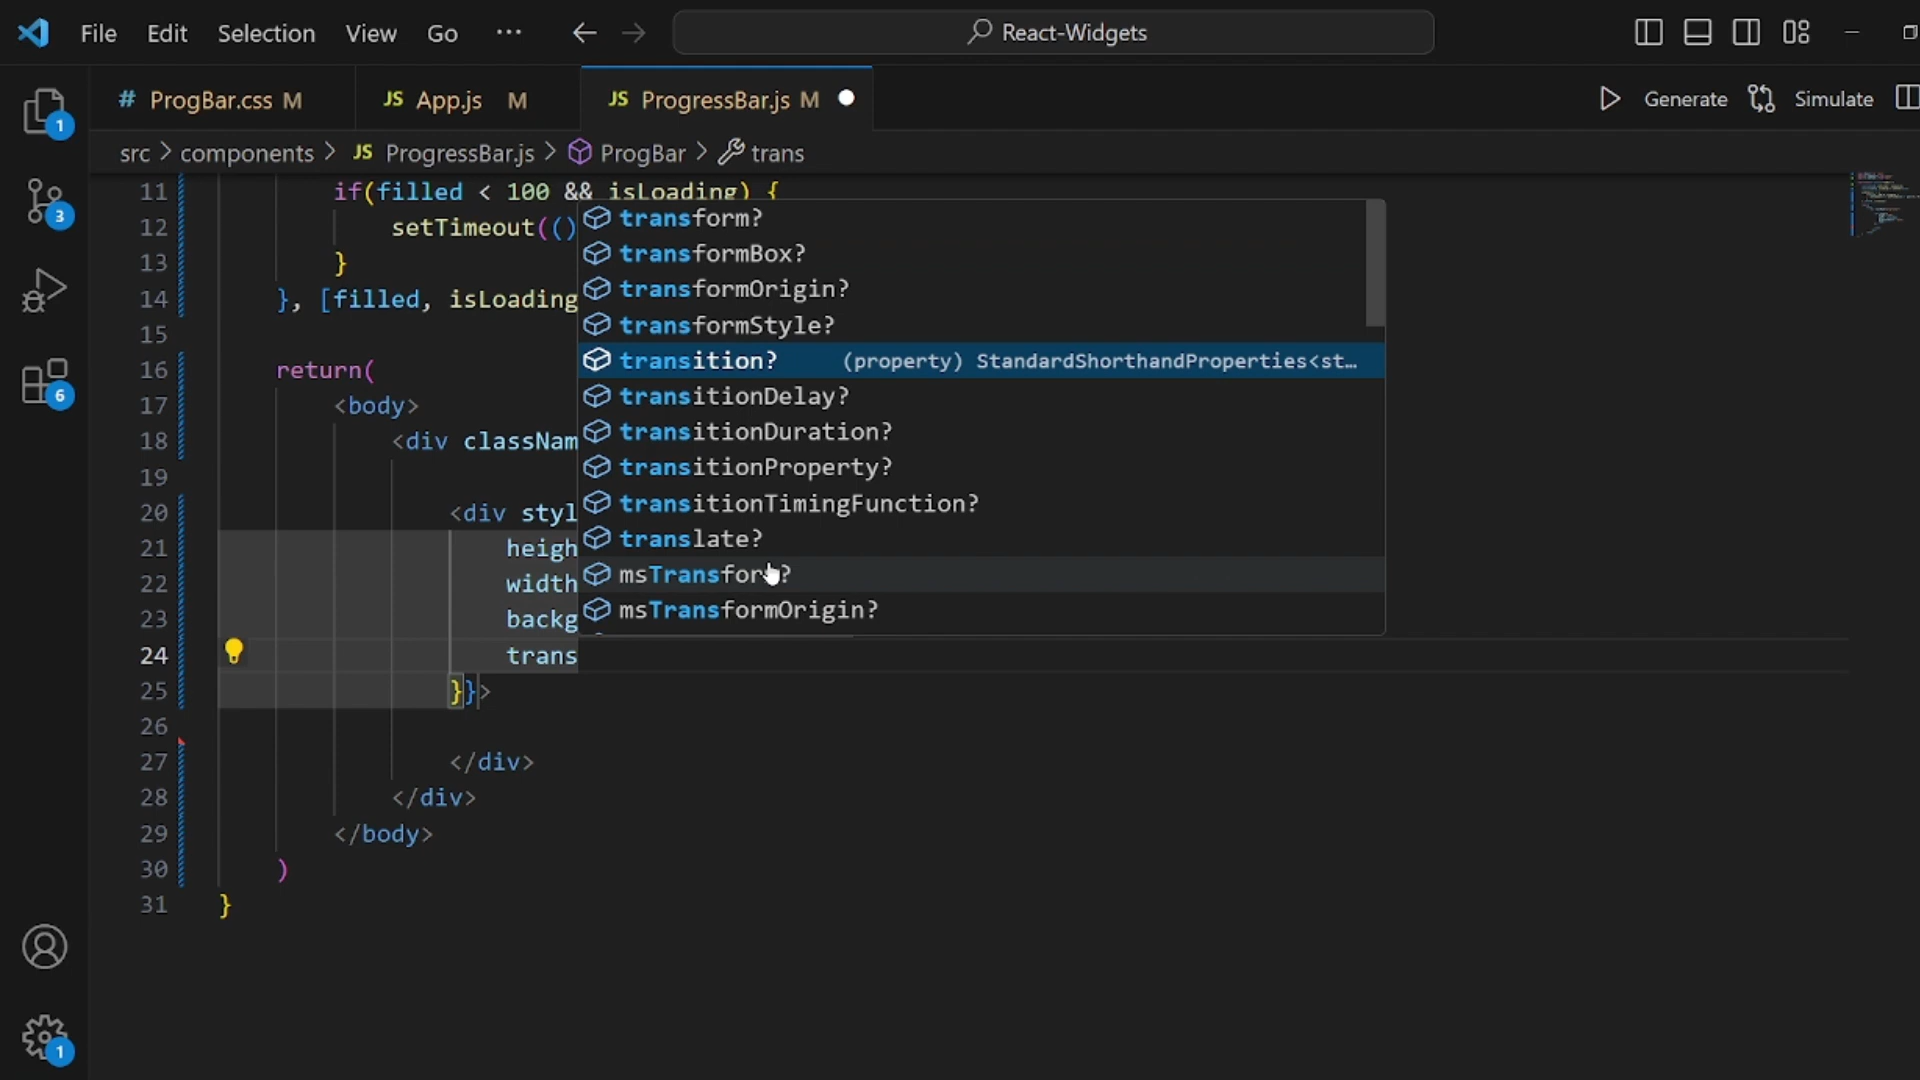 File Edit Selection View Go ··· React-Widgets
# ProgBar.css M JS App.js M JS ProgressBar.js M Generate Simulate
src > components > JS ProgressBar.js > ProgBar > trans
11 if(filled < 100 && isLoading) {
12 setTimeout(()
13 }
14 }, [filled, isLoading
15
16 return(
17 <body>
18 <div classNam
19
20 <div styl
21 heigh
22 width
23 backg
24 trans
25 }}>
26
27 </div>
28 </div>
29 </body>
30 )
31 }
transform?
transformBox?
transformOrigin?
transformStyle?
transition? (property) StandardShorthandProperties<st…
transitionDelay?
transitionDuration?
transitionProperty?
transitionTimingFunction?
translate?
msTransform?
msTransformOrigin?
1
3
6
1